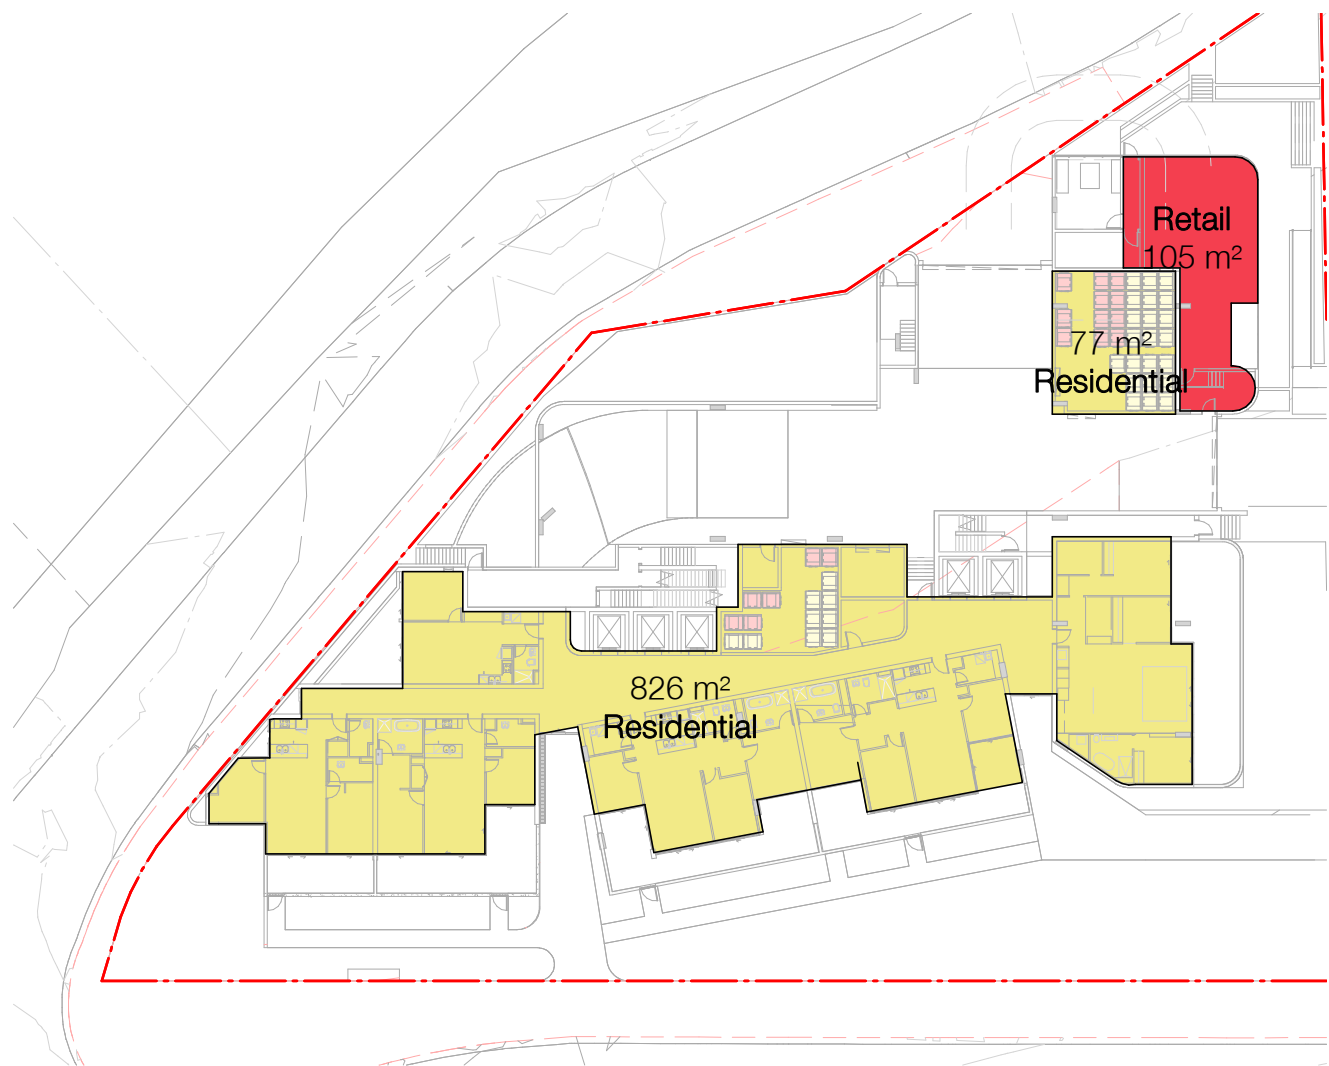 Retail
105 m²
77 m²
Residential
826 m²
Residential